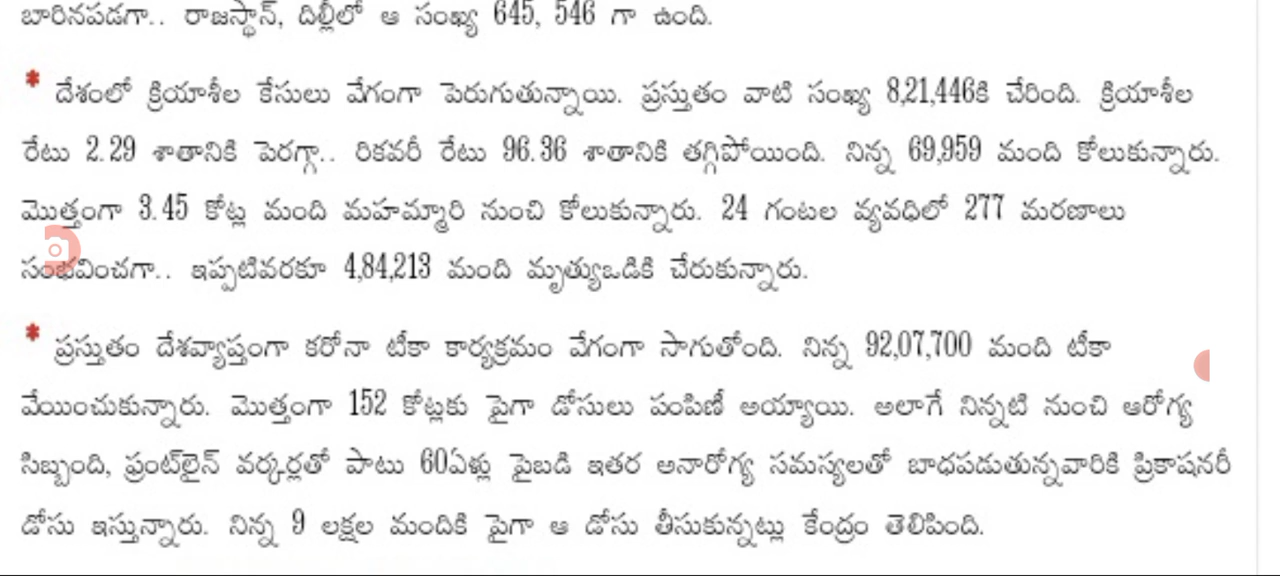 బారినపడగా.. రాజస్థాన్, దిల్లీలో ఆ సంఖ్య 645, 546 గా ఉంది.
* దేశంలో క్రియాశీల కేసులు వేగంగా పెరుగుతున్నాయి. ప్రస్తుతం వాటి సంఖ్య 8,21,446కి చేరింది. క్రియాశీల
రేటు 2.29 శాతానికి పెరగ్గా.. రికవరీ రేటు 96.36 శాతానికి తగ్గిపోయింది. నిన్న 69,959 మంది కోలుకున్నారు.
మొత్తంగా 3.45 కోట్ల మంది మహమ్మారి నుంచి కోలుకున్నారు. 24 గంటల వ్యవధిలో 277 మరణాలు
సంభవించగా.. ఇప్పటివరకూ 4,84,213 మంది మృత్యుఒడికి చేరుకున్నారు.
* ప్రస్తుతం దేశవ్యాప్తంగా కరోనా టీకా కార్యక్రమం వేగంగా సాగుతోంది. నిన్న 92,07,700 మంది టీకా
వేయించుకున్నారు. మొత్తంగా 152 కోట్లకు పైగా డోసులు పంపిణీ అయ్యాయి. అలాగే నిన్నటి నుంచి ఆరోగ్య
సిబ్బంది, ఫ్రంట్‌లైన్ వర్కర్లతో పాటు 60ఏళ్లు పైబడి ఇతర అనారోగ్య సమస్యలతో బాధపడుతున్నవారికి ప్రికాషనరీ
డోసు ఇస్తున్నారు. నిన్న 9 లక్షల మందికి పైగా ఆ డోసు తీసుకున్నట్లు కేంద్రం తెలిపింది.